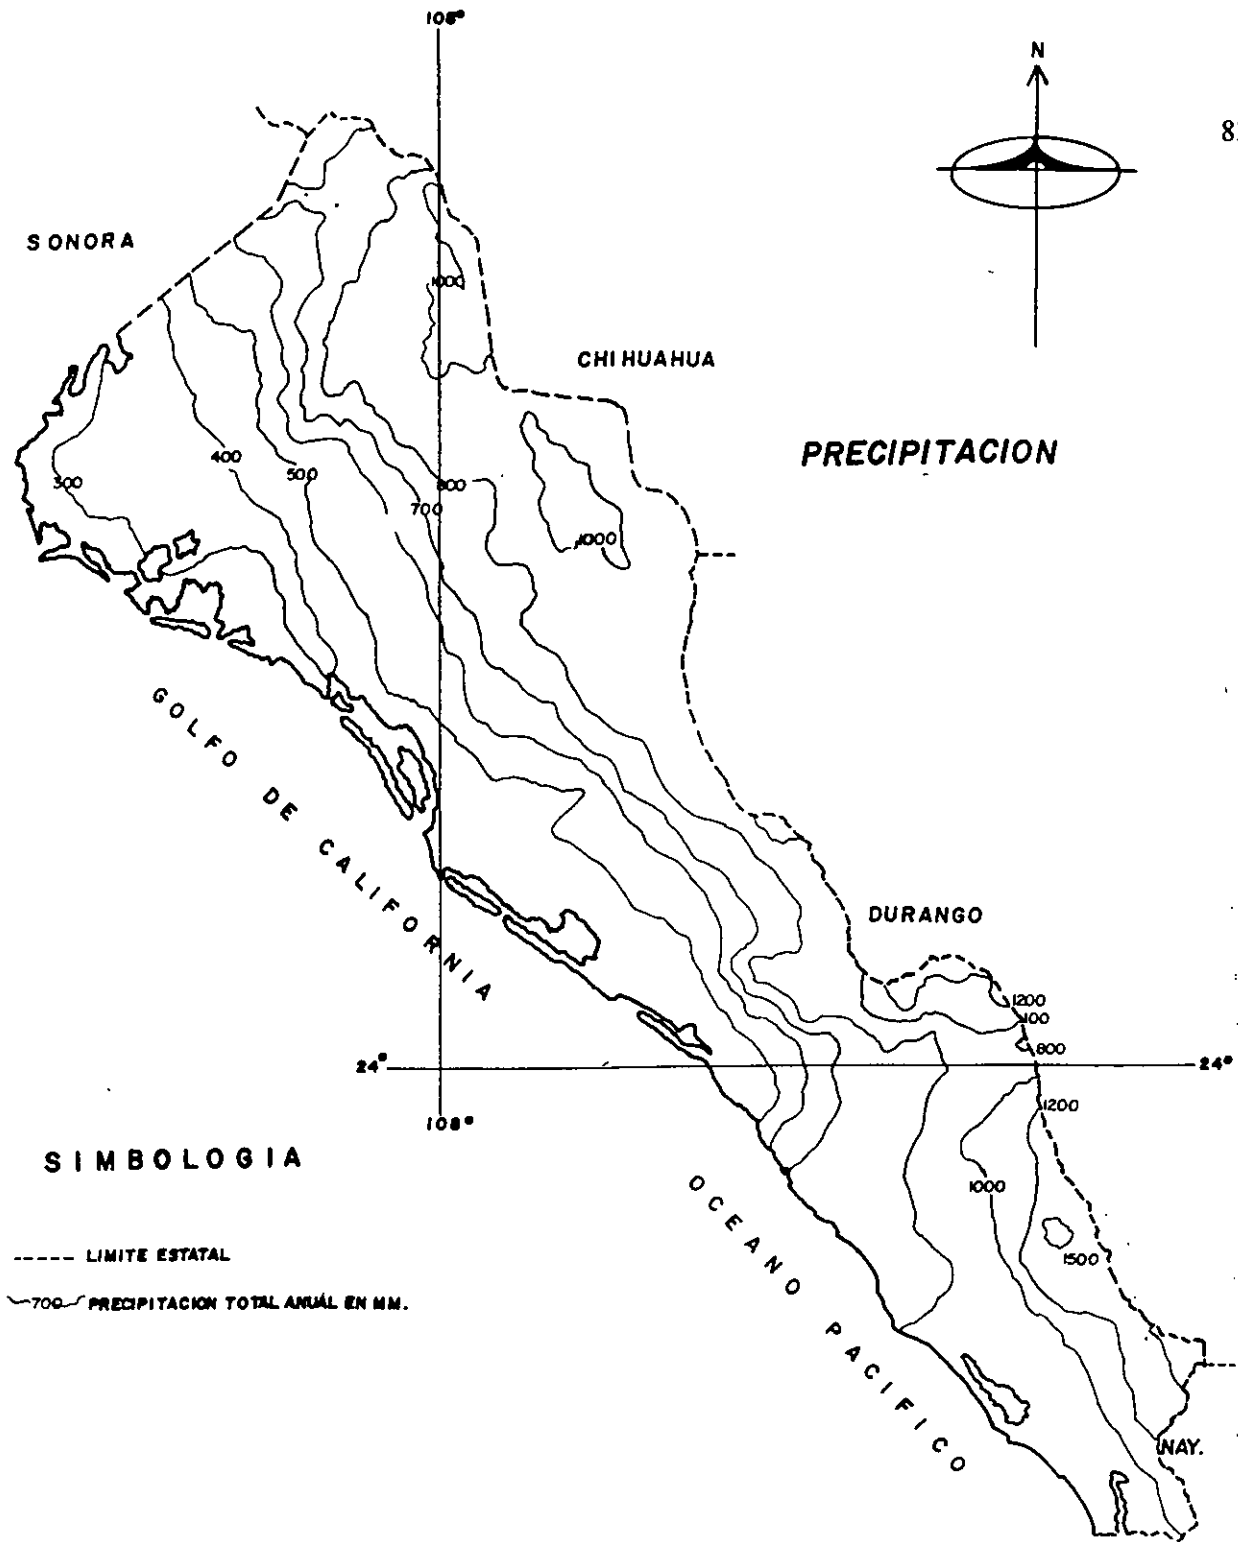 108°
N
SONORA
CHIHUAHUA
PRECIPITACION
1000
400
500
300
800
700
1000
GOLFO DE CALIFORNIA
DURANGO
1200
100
800
24°
24°
108°
1200
SIMBOLOGIA
1000
OCEANO PACIFICO
1500
LIMITE ESTATAL
700 PRECIPITACION TOTAL ANUAL EN MM.
NAY.